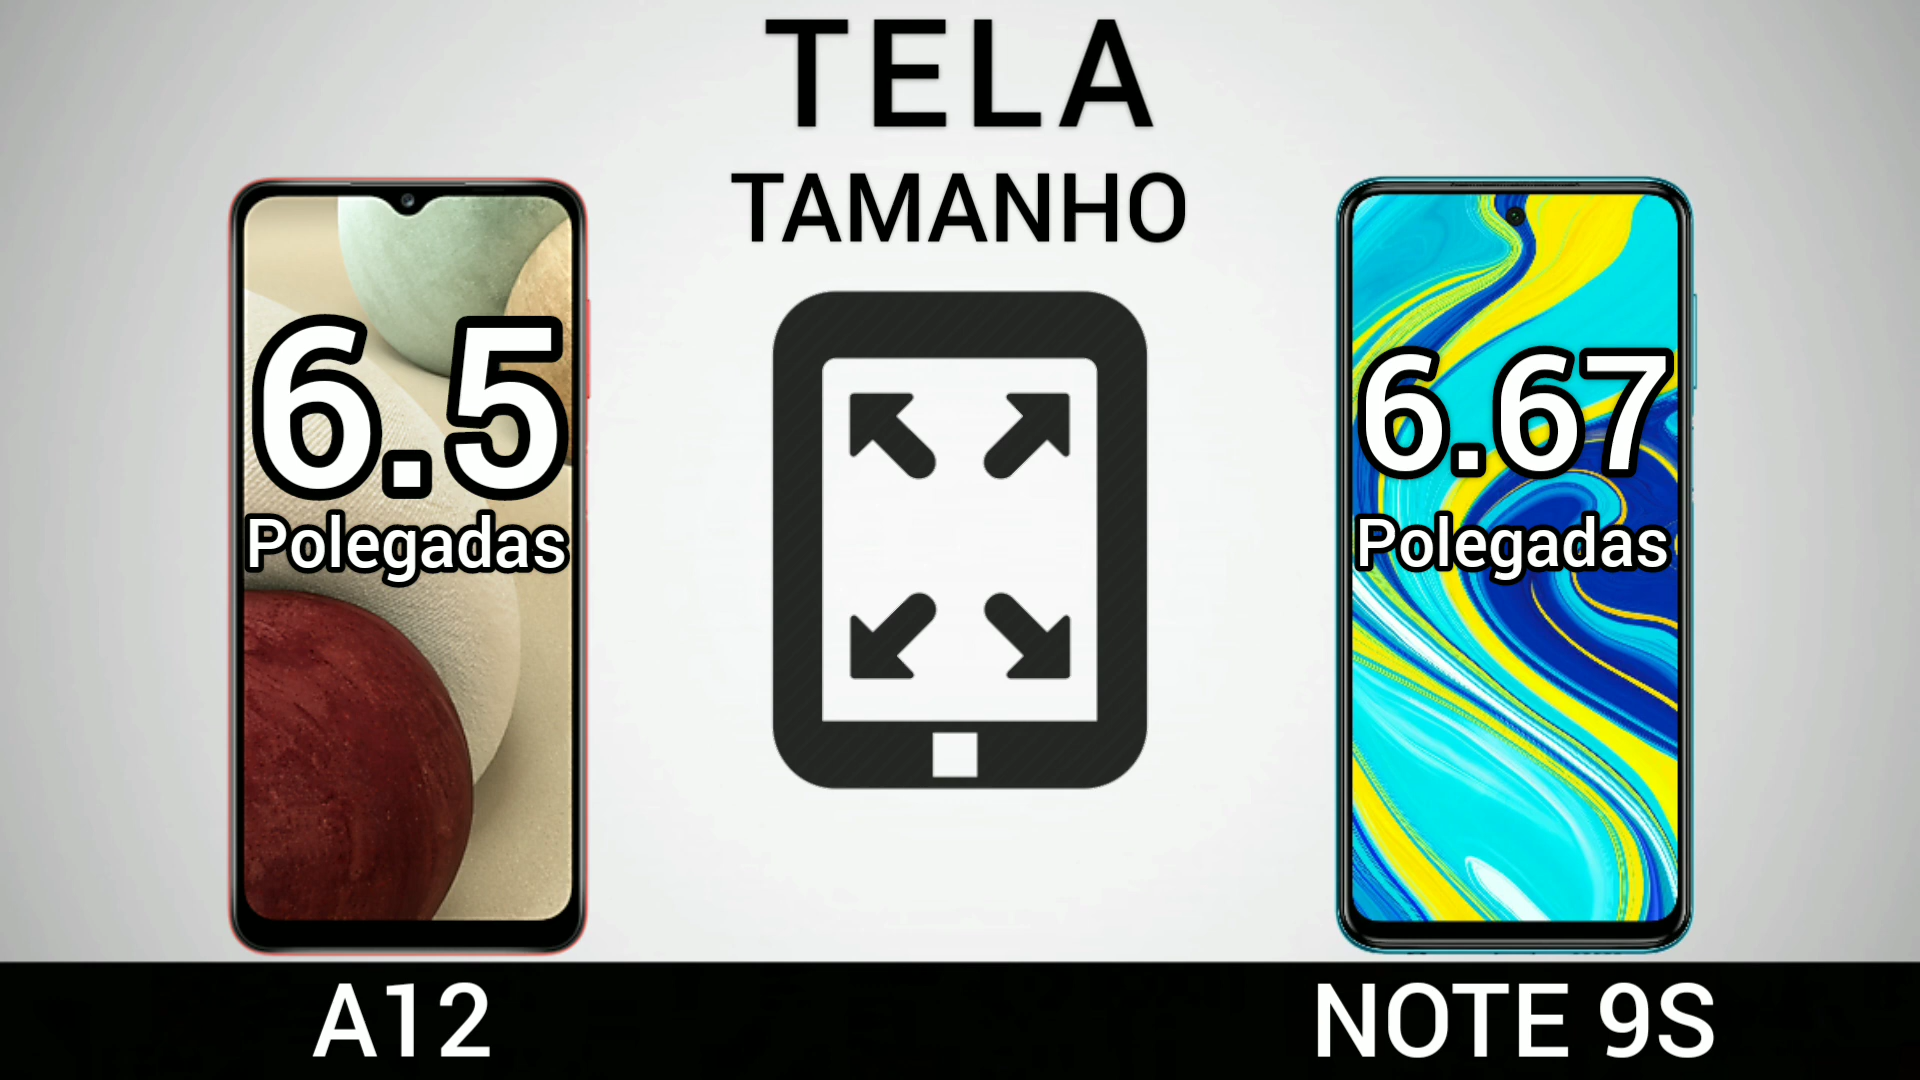 TELA
TAMANHO
6.5
Polegadas
6.67
Polegadas
A12
NOTE 9S